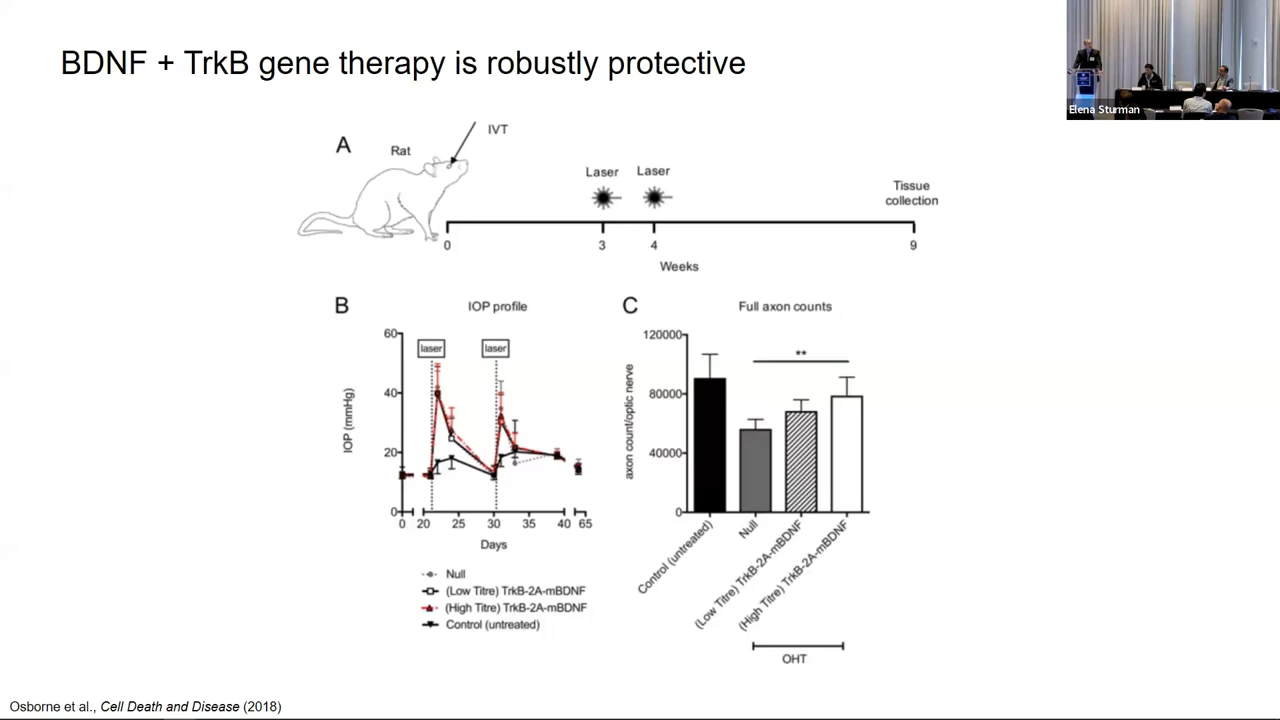 BDNF + TrkB gene therapy is robustly protective
Elena Sturman
A
Rat
IVT
Laser
Laser
Tissue
collection
0
3
4
9
Weeks
B
IOP profile
60
40
20
0
IOP (mmHg)
laser
laser
0
20
25
30
35
40
65
Days
Null
(Low Titre) TrkB-2A-mBDNF
(High Titre) TrkB-2A-mBDNF
Control (untreated)
C
Full axon counts
120000
80000
40000
0
axon count/optic nerve
**
Control (untreated)
Null
(Low Titre) TrkB-2A-mBDNF
(High Titre) TrkB-2A-mBDNF
OHT
Osborne et al., Cell Death and Disease (2018)